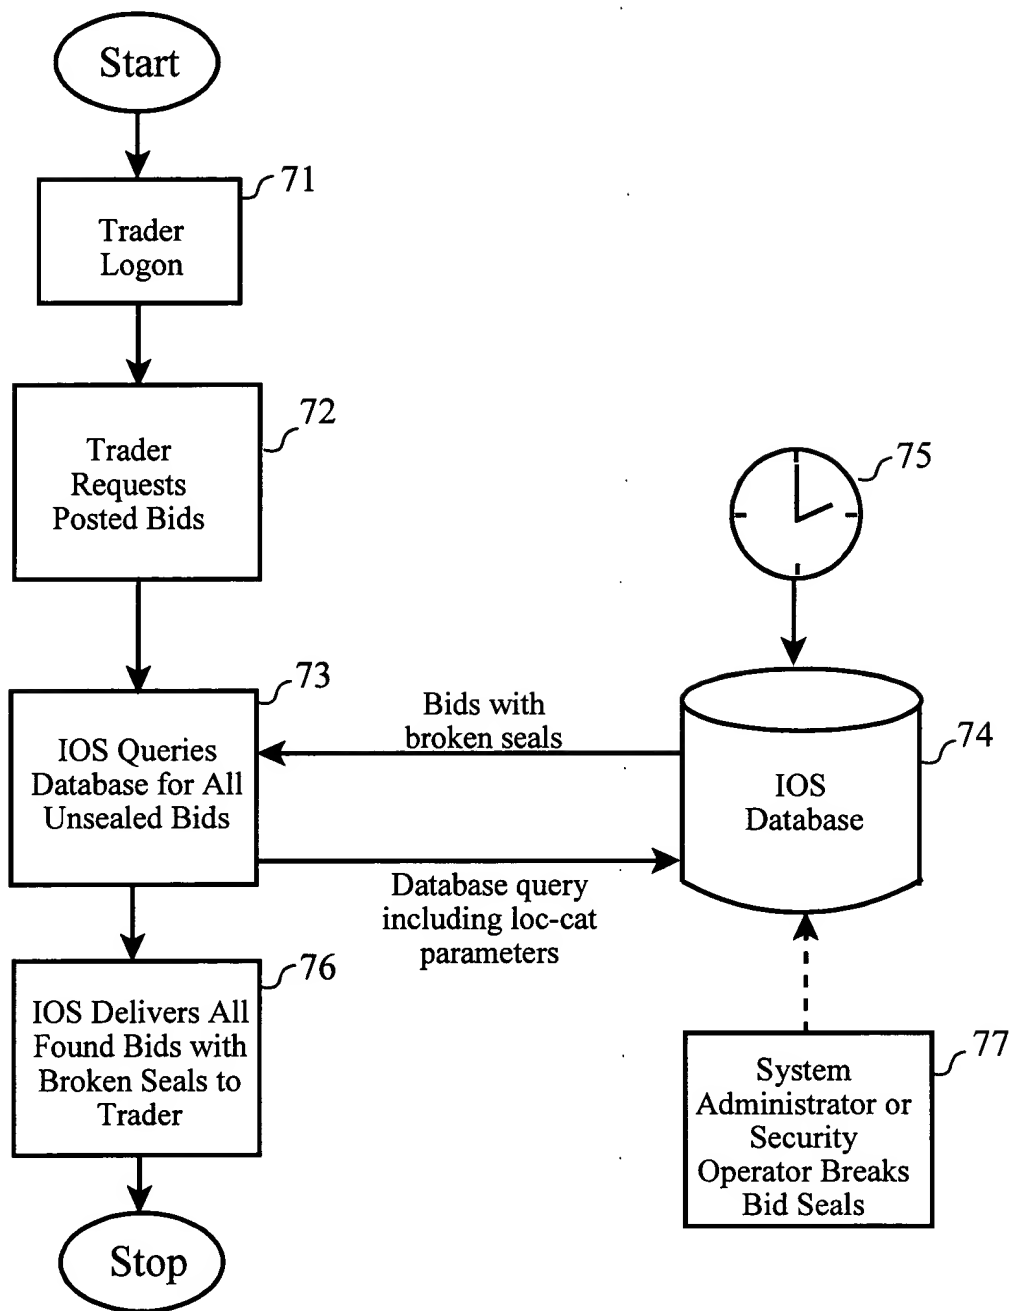 Start
71
Trader
Logon
72
Trader
Requests
Posted Bids
75
73
IOS Queries
Database for All
Unsealed Bids
Bids with
broken seals
74
IOS
Database
Database query
including loc-cat
parameters
76
IOS Delivers All
Found Bids with
Broken Seals to
Trader
77
System
Administrator or
Security
Operator Breaks
Bid Seals
Stop